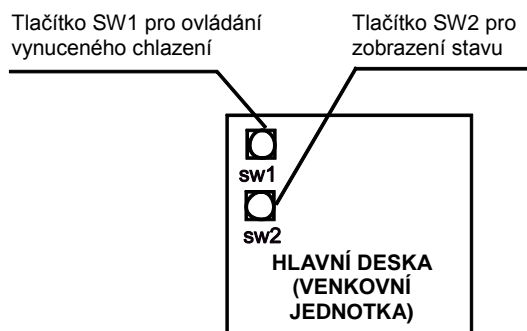 Tlačítko SW1 pro ovládání
vynuceného chlazení
Tlačítko SW2 pro
zobrazení stavu
sw1
sw2
HLAVNÍ DESKA
(VENKOVNÍ
JEDNOTKA)